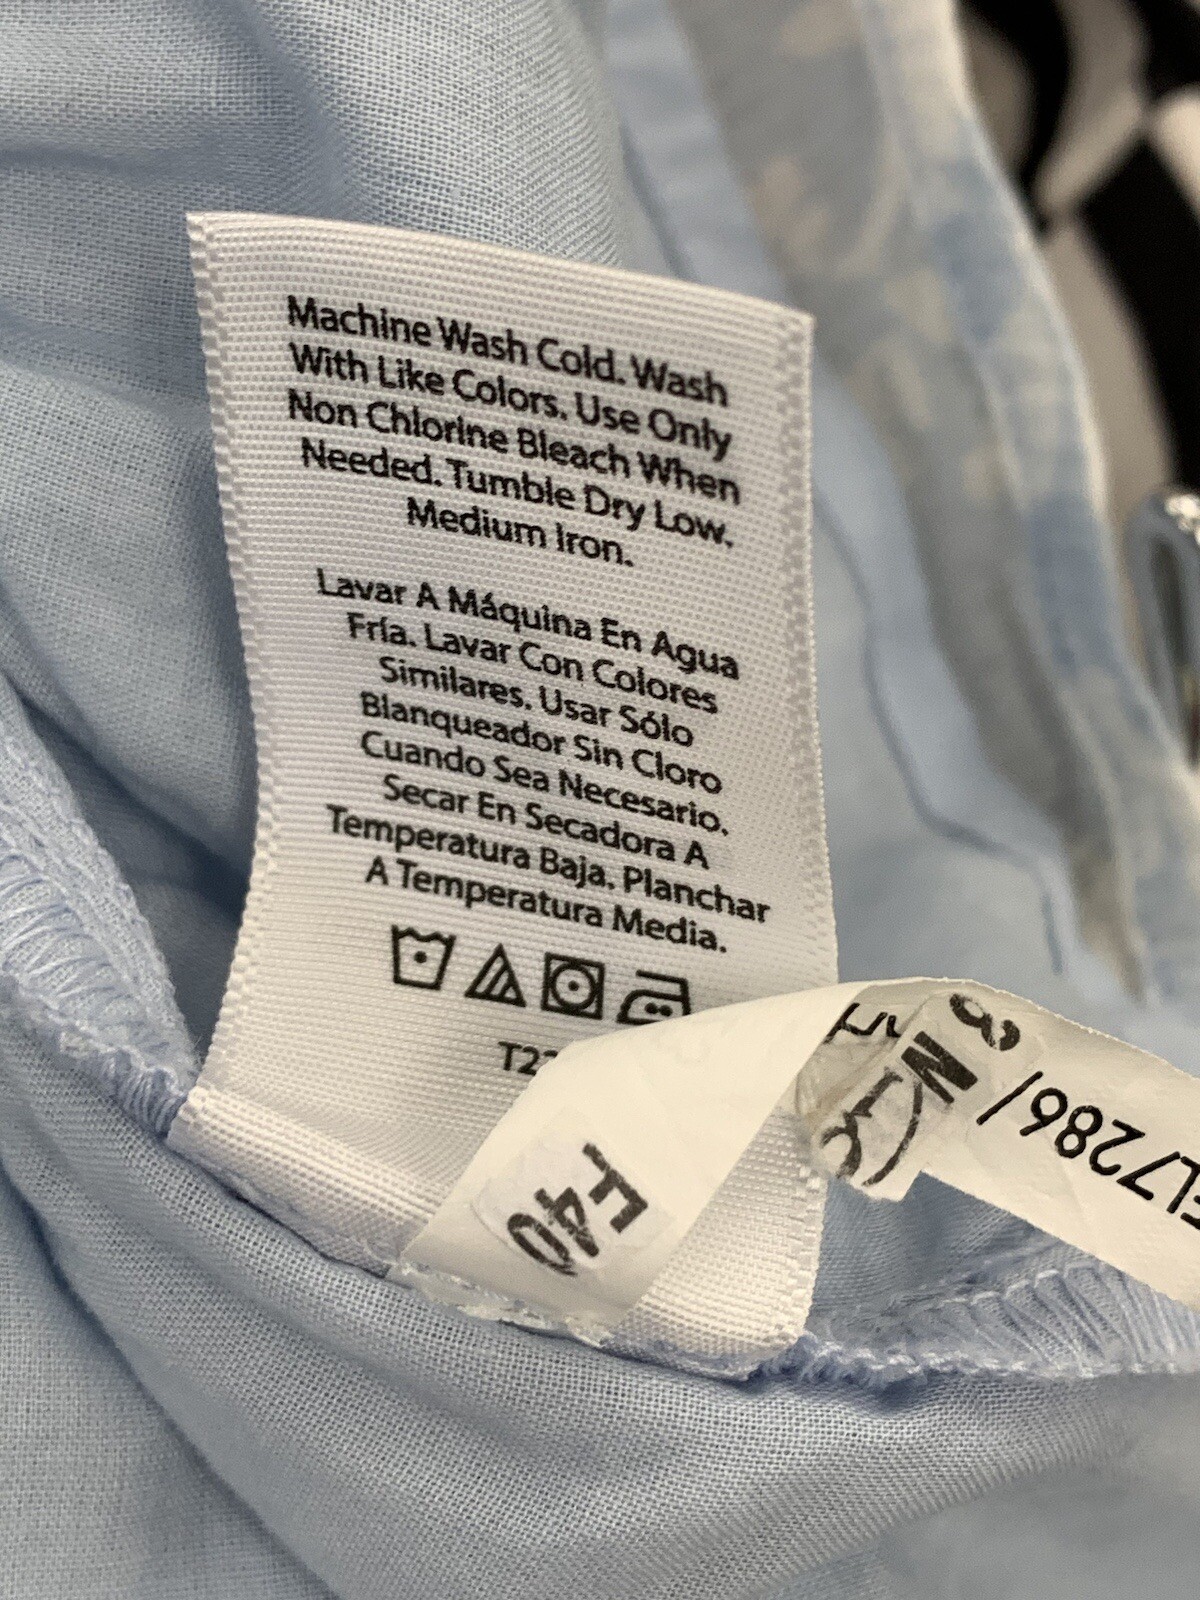 Machine Wash Cold. Wash
With Like Colors. Use Only
Non Chlorine Bleach When
Needed. Tumble Dry Low.
Medium Iron.
Lavar A Máquina En Agua
Fría. Lavar Con Colores
Similares. Usar Sólo
Blanqueador Sin Cloro
Cuando Sea Necesario.
Secar En Secadora A
Temperatura Baja. Planchar
A Temperatura Media.
F40